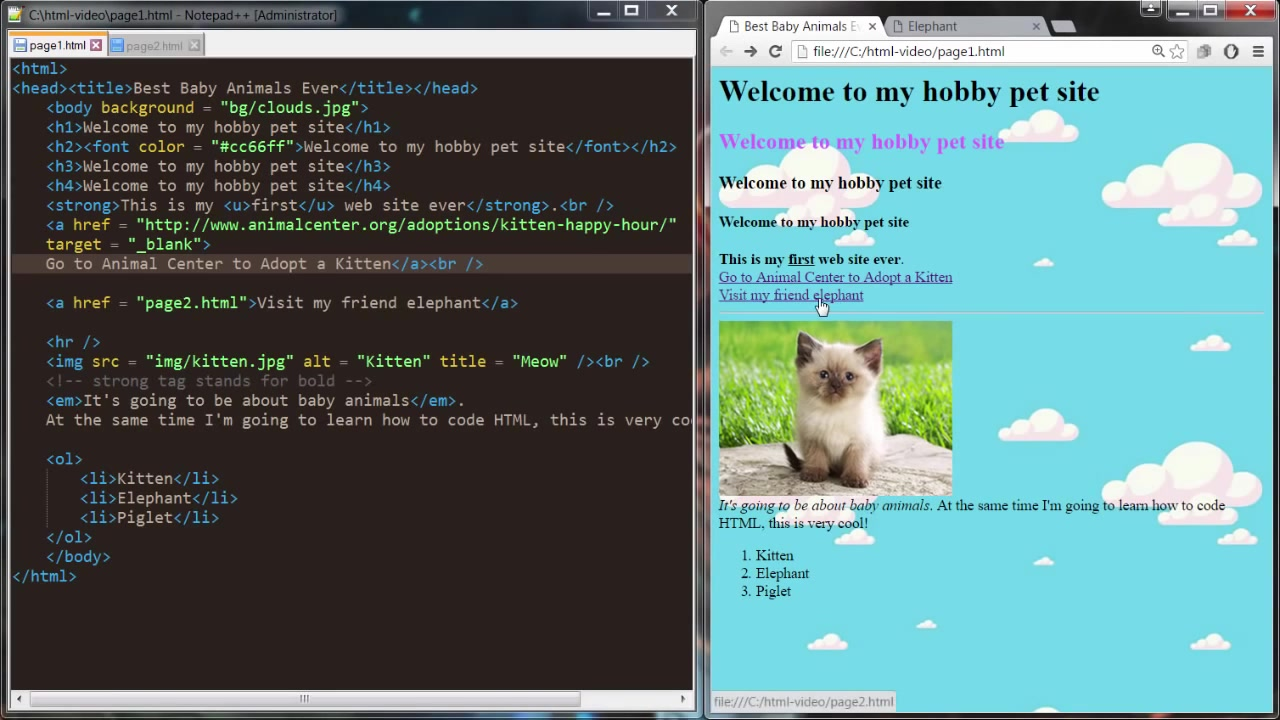 C:\html-video\page1.html - Notepad++ [Administrator]
page1.html
page2.html
<html>
<head><title>Best Baby Animals Ever</title></head>
<body background = "bg/clouds.jpg">
<h1>Welcome to my hobby pet site</h1>
<h2><font color = "#cc66ff">Welcome to my hobby pet site</font></h2>
<h3>Welcome to my hobby pet site</h3>
<h4>Welcome to my hobby pet site</h4>
<strong>This is my <u>first</u> web site ever</strong>.<br />
<a href = "http://www.animalcenter.org/adoptions/kitten-happy-hour/"
target = "_blank">
Go to Animal Center to Adopt a Kitten</a><br />
<a href = "page2.html">Visit my friend elephant</a>
<hr />
<img src = "img/kitten.jpg" alt = "Kitten" title = "Meow" /><br />
<!-- strong tag stands for bold -->
<em>It's going to be about baby animals</em>.
At the same time I'm going to learn how to code HTML, this is very coo
<ol>
<li>Kitten</li>
<li>Elephant</li>
<li>Piglet</li>
</ol>
</body>
</html>
Best Baby Animals Ev
Elephant
file:///C:/html-video/page1.html
Welcome to my hobby pet site
Welcome to my hobby pet site
Welcome to my hobby pet site
Welcome to my hobby pet site
This is my first web site ever.
Go to Animal Center to Adopt a Kitten
Visit my friend elephant
It's going to be about baby animals. At the same time I'm going to learn how to code
HTML, this is very cool!
1. Kitten
2. Elephant
3. Piglet
file:///C:/html-video/page2.html